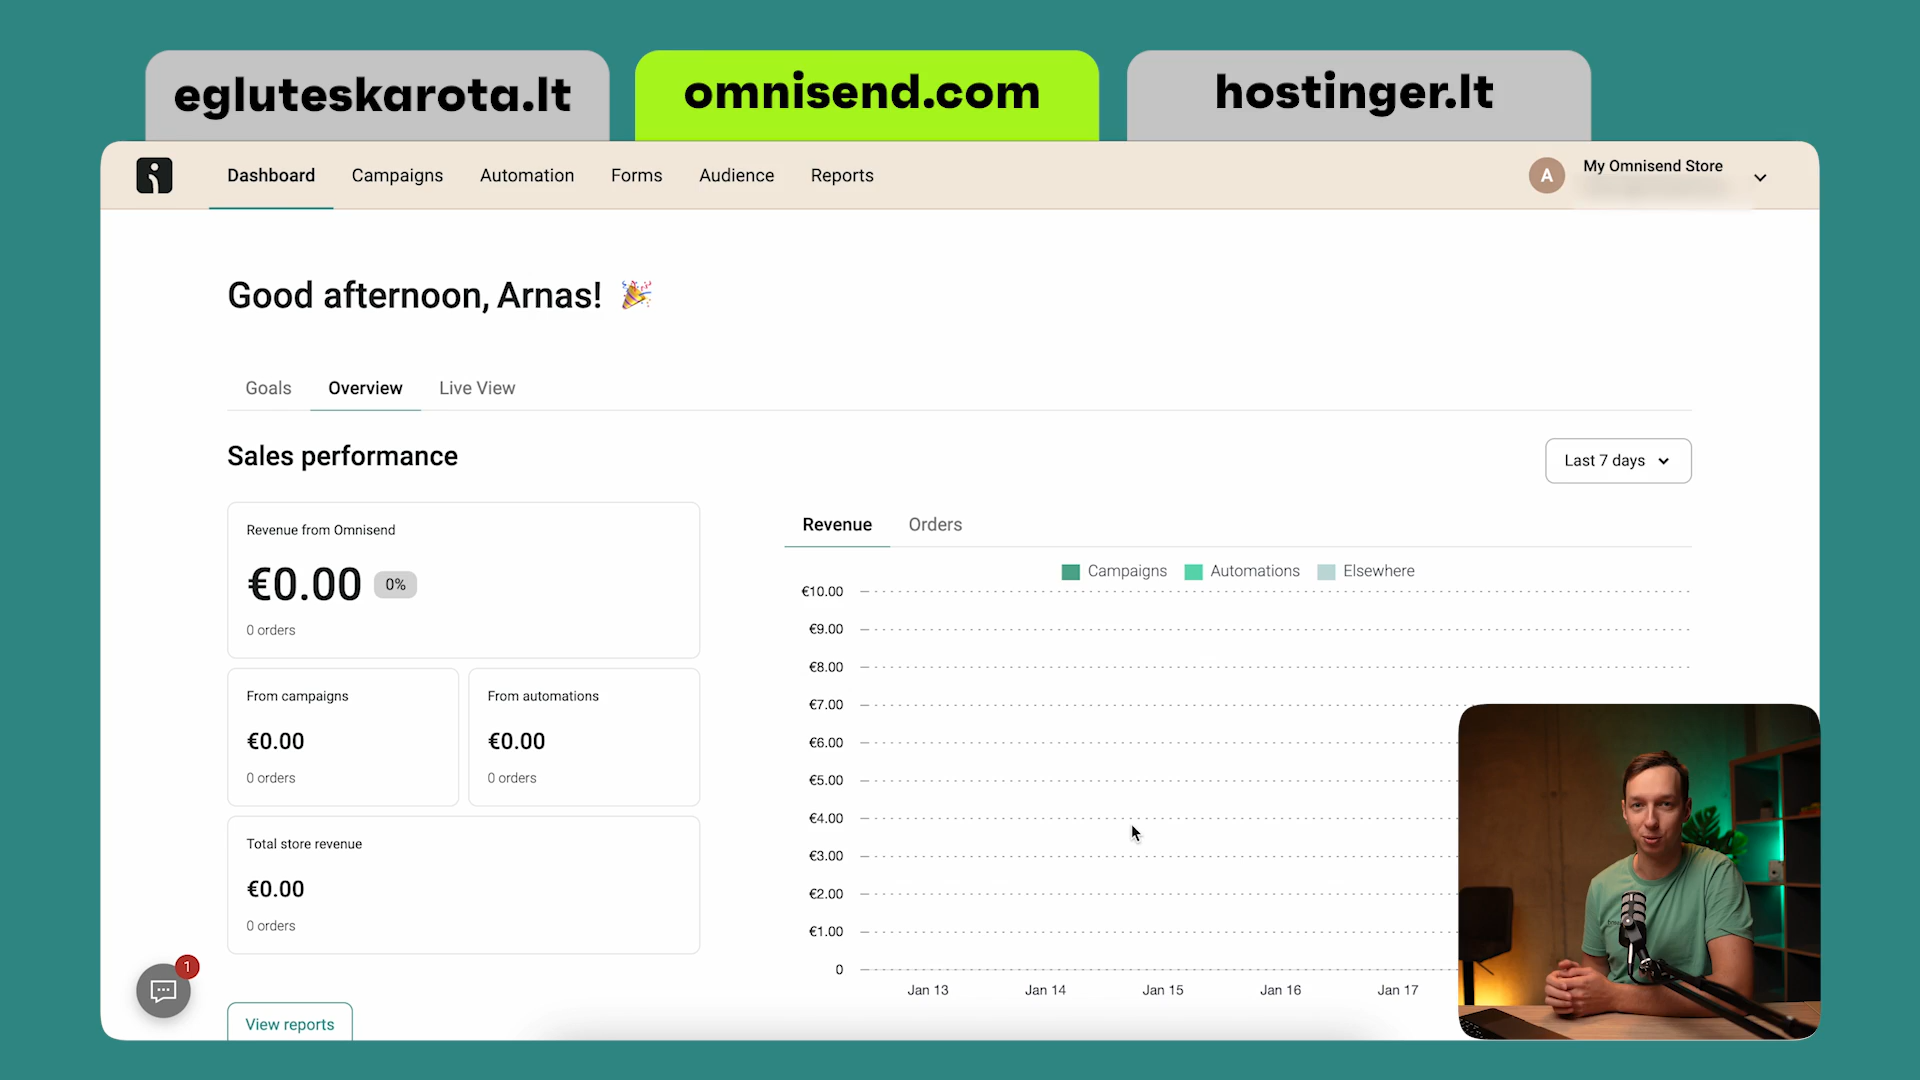 egluteskarota.lt
omnisend.com
hostinger.lt
Dashboard
Campaigns
Automation
Forms
Audience
Reports
A
My Omnisend Store
Good afternoon, Arnas!
Goals
Overview
Live View
Sales performance
Last 7 days
Revenue from Omnisend
€0.00
0%
0 orders
From campaigns
€0.00
0 orders
From automations
€0.00
0 orders
Total store revenue
€0.00
0 orders
1
View reports
Revenue
Orders
Campaigns
Automations
Elsewhere
€10.00
€9.00
€8.00
€7.00
€6.00
€5.00
€4.00
€3.00
€2.00
€1.00
0
Jan 13
Jan 14
Jan 15
Jan 16
Jan 17